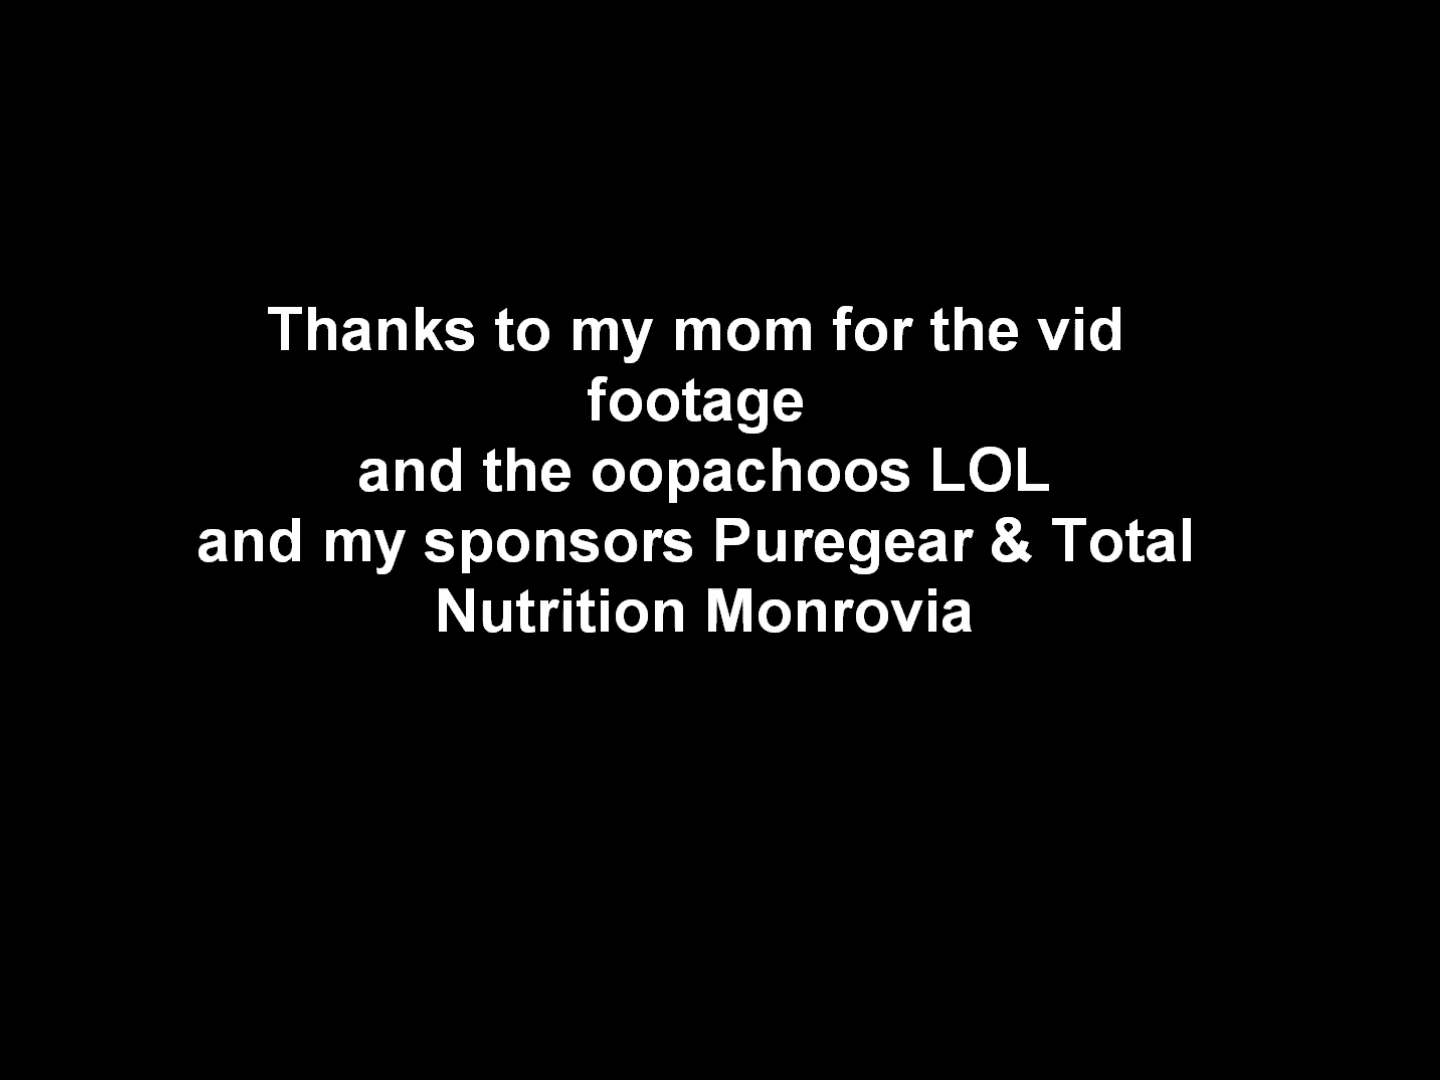 Thanks to my mom for the vid
footage
and the oopachoos LOL
and my sponsors Puregear & Total
Nutrition Monrovia